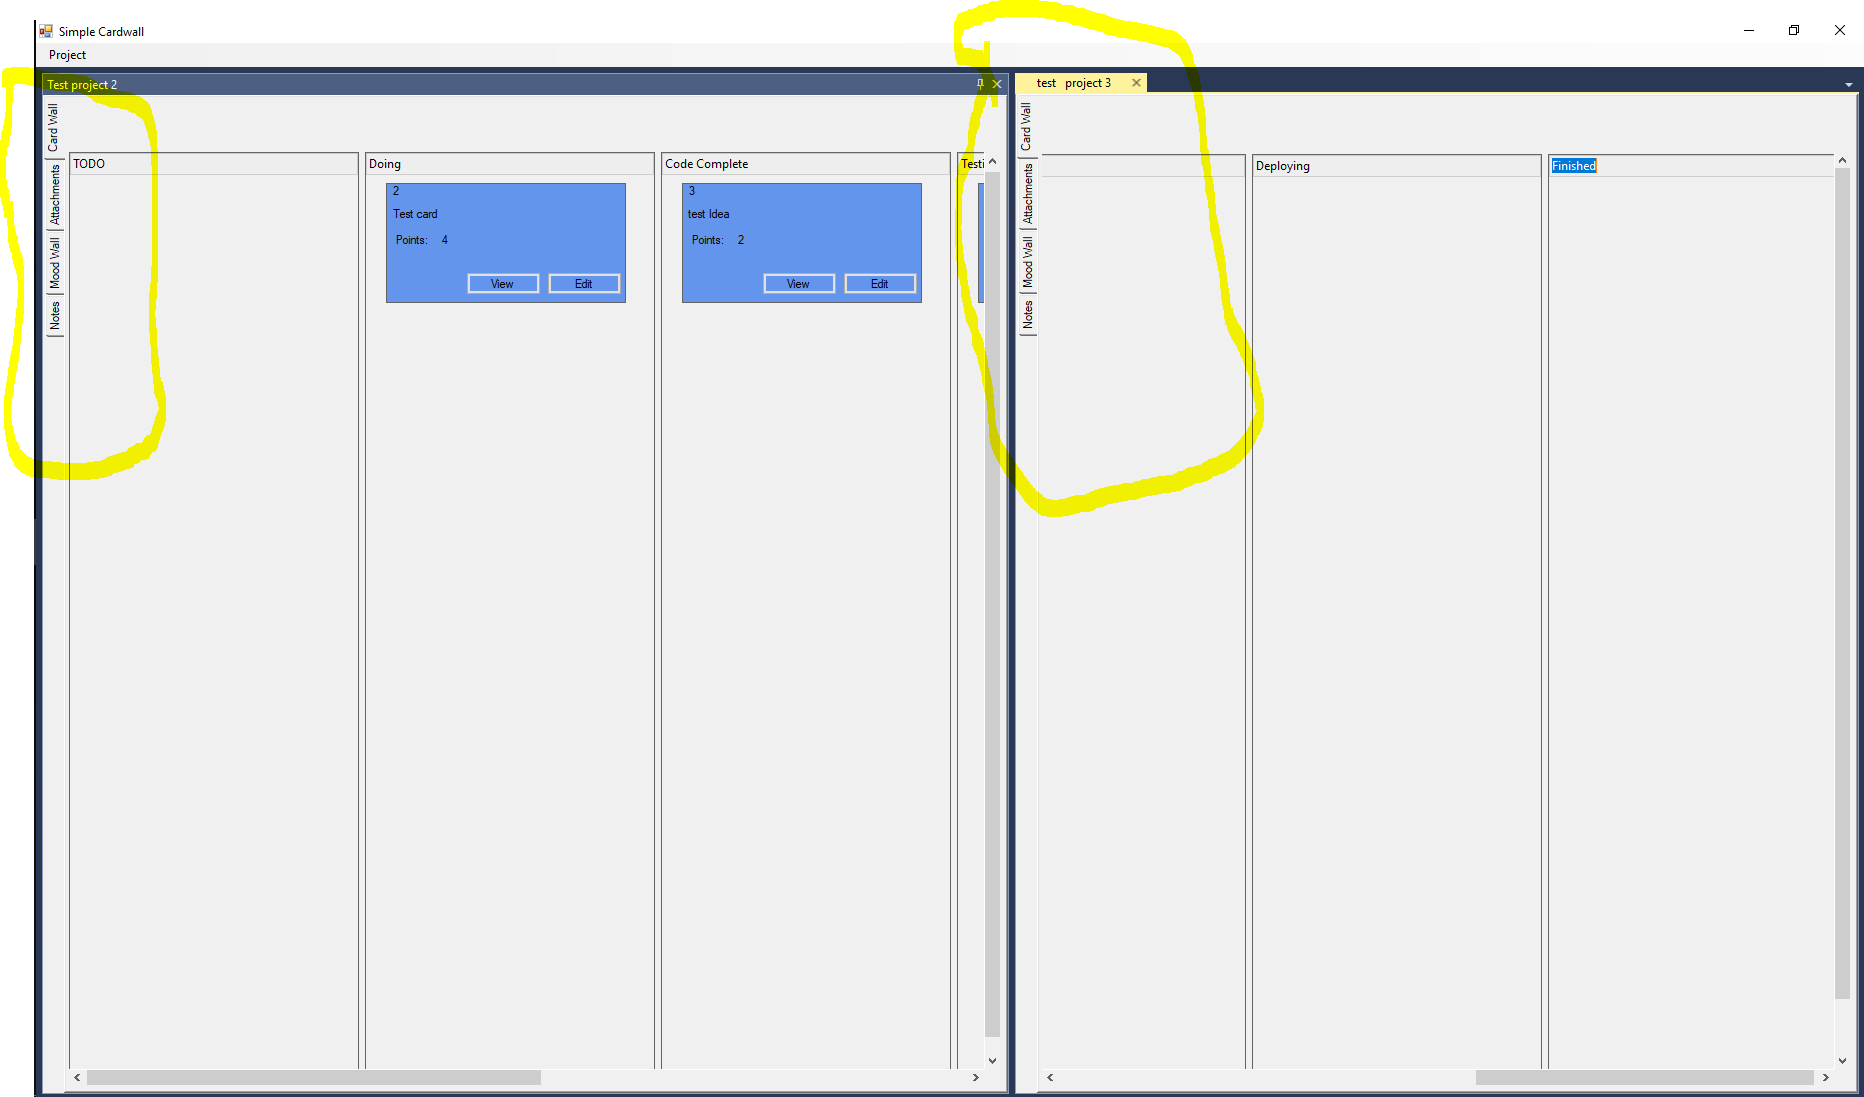 Simple Cardwall
Project
Test project 2
Card Wall
Attachments
Mood Wall
Notes
TODO
Doing
2
Test card
Points: 4
View Edit
Code Complete
3
test Idea
Points: 2
View Edit
Testi
test project 3
Card Wall
Attachments
Mood Wall
Notes
Deploying
Finished